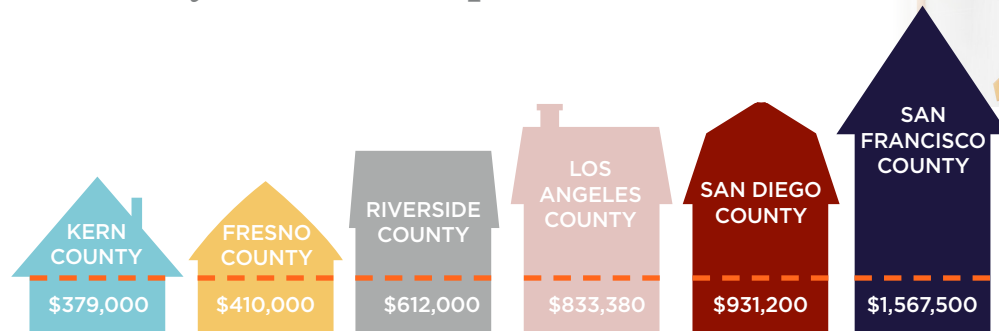 KERN
COUNTY
$379,000
FRESNO
COUNTY
$410,000
RIVERSIDE
COUNTY
$612,000
LOS
ANGELES
COUNTY
$833,380
SAN DIEGO
COUNTY
$931,200
SAN
FRANCISCO
COUNTY
$1,567,500